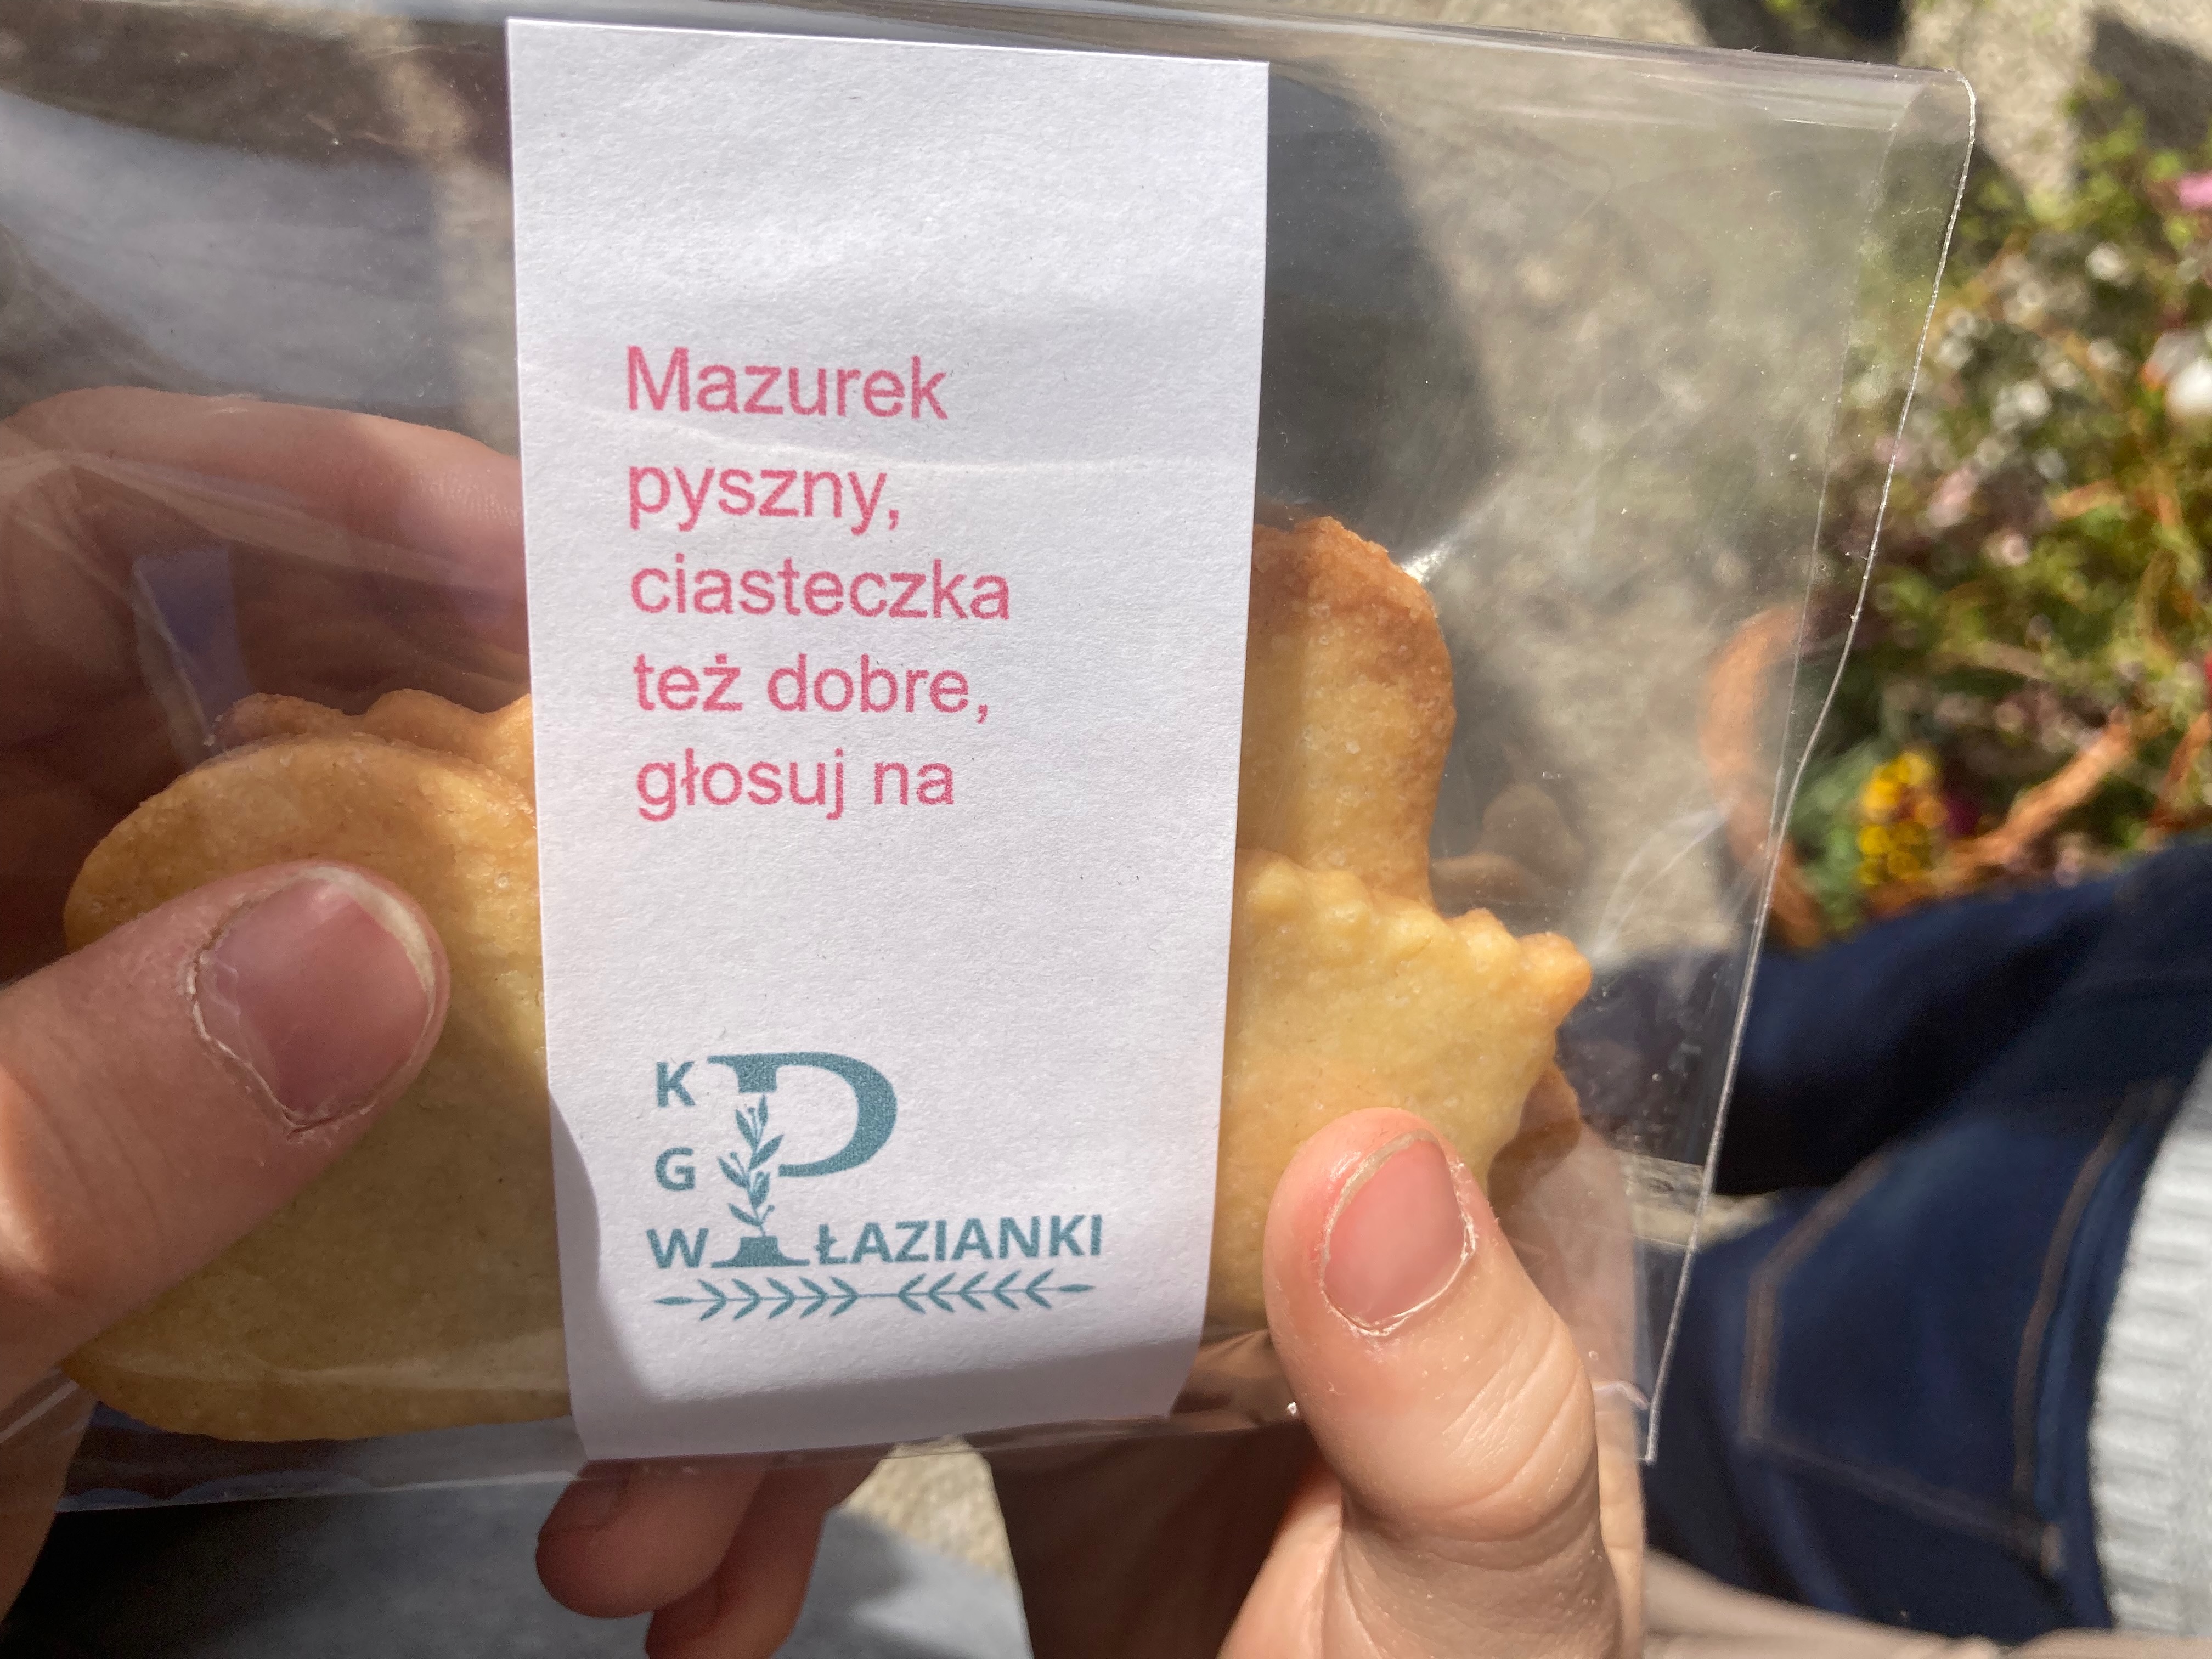 Mazurek
pyszny,
ciasteczka
też dobre,
głosuj na
K
G
W PŁAZIANKI